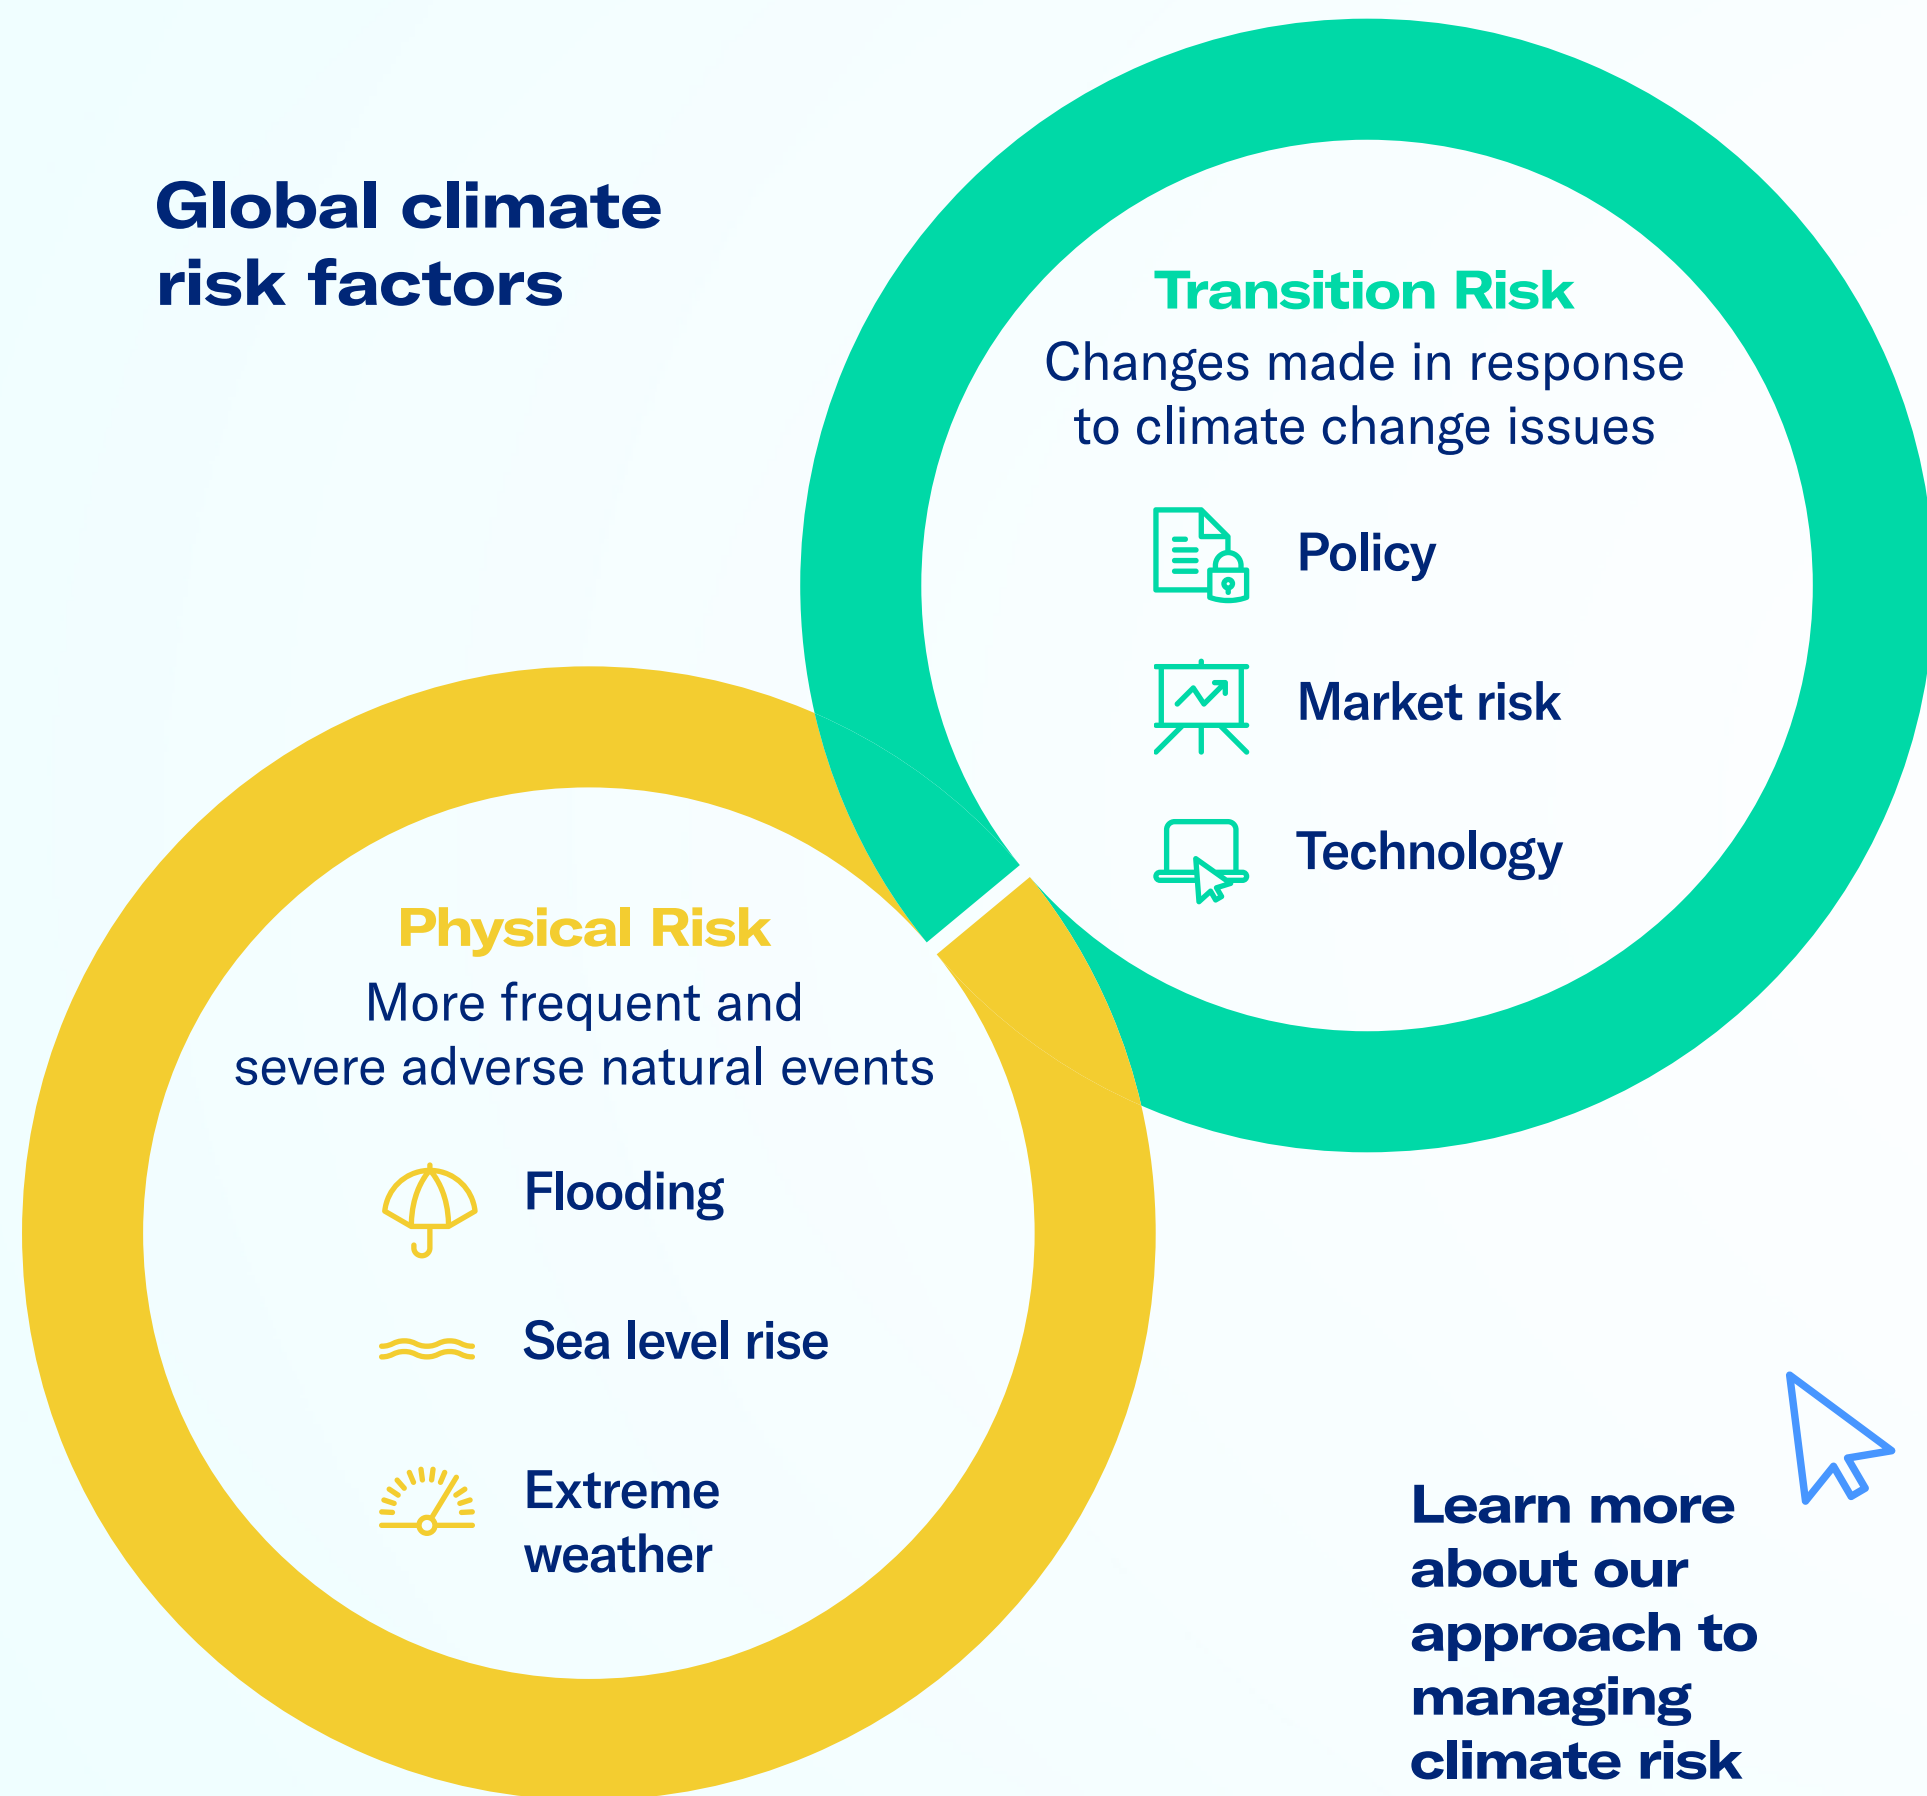 Global climate
risk factors
Transition Risk
Changes made in response
to climate change issues
Policy
Market risk
Technology
Physical Risk
More frequent and
severe adverse natural events
Flooding
Sea level rise
Extreme
weather
Learn more
about our
approach to
managing
climate risk